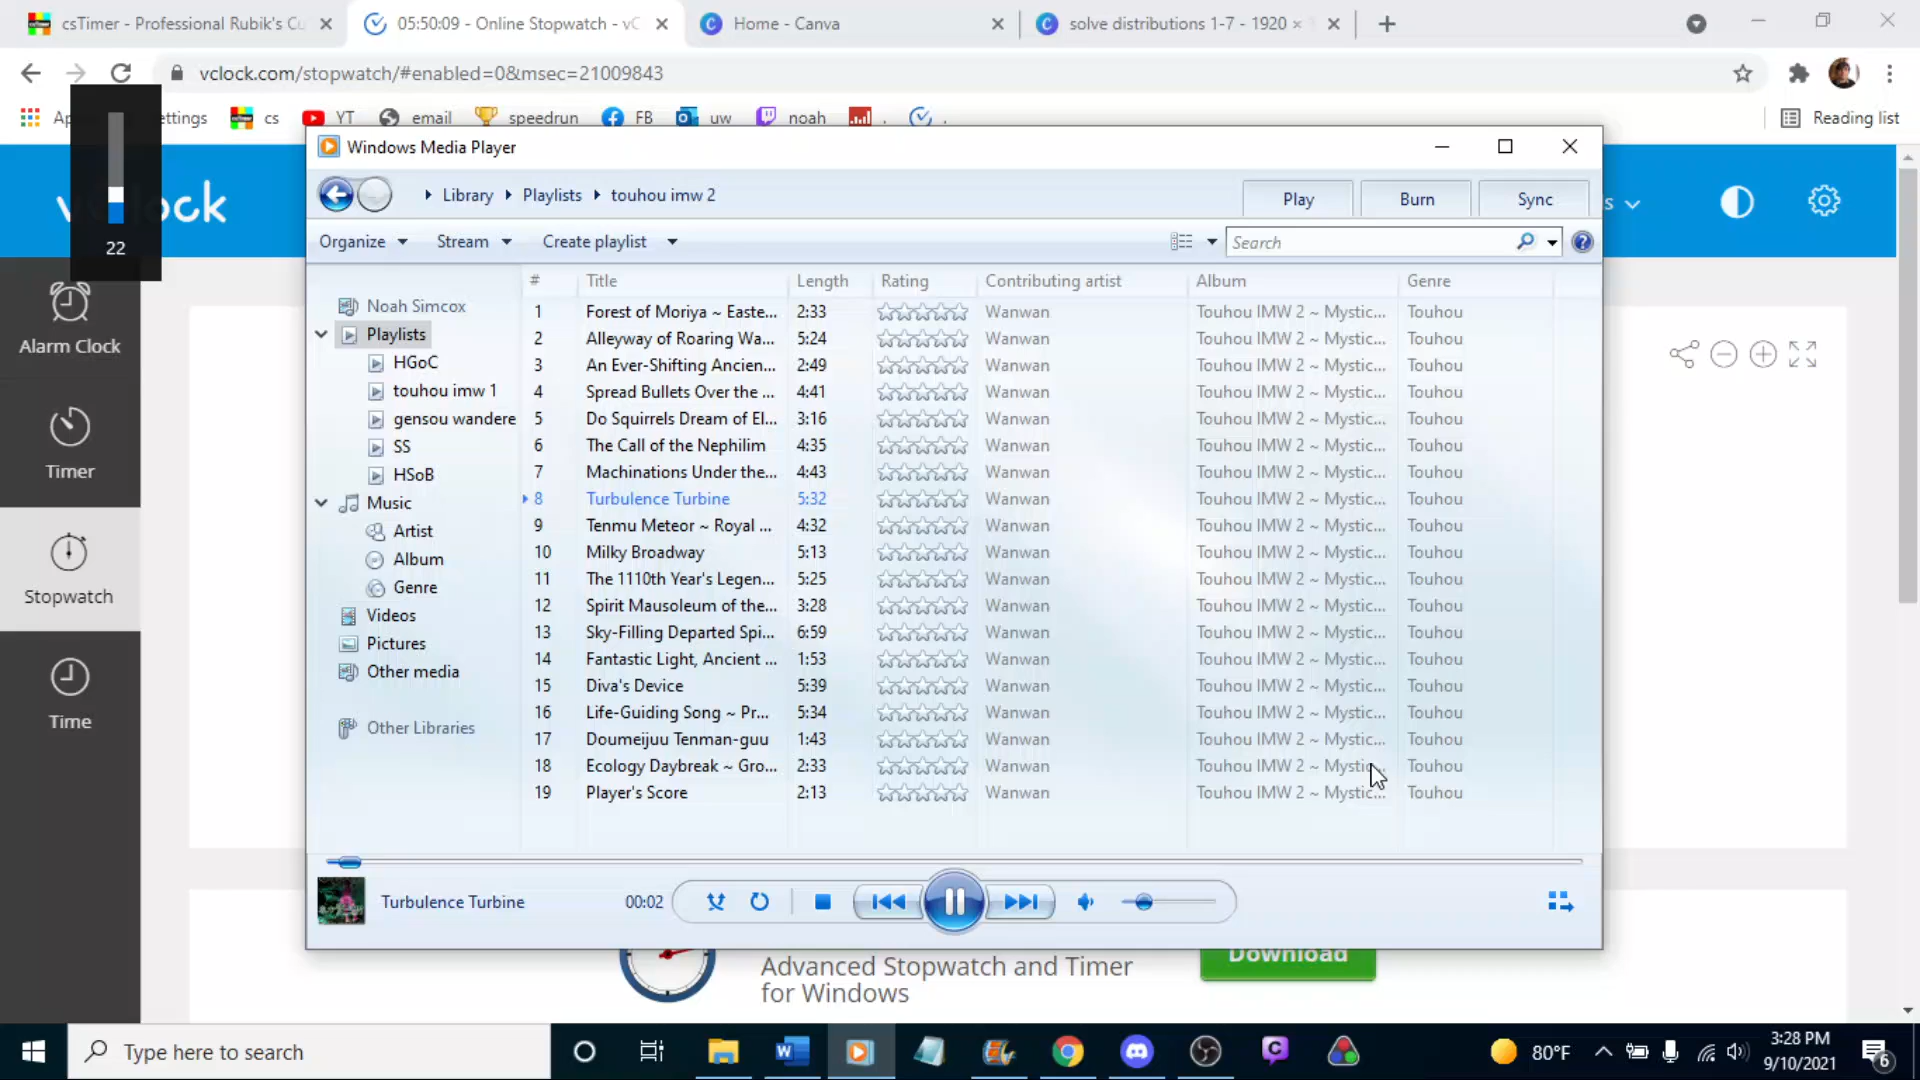 csTimer - Professional Rubik's Cu
05:50:09 - Online Stopwatch - vC
Home - Canva
solve distributions 1-7 - 1920 ×
vclock.com/stopwatch/#enabled=0&msec=21009843
Ap
ettings
cs
YT
email
speedrun
FB
uw
noah
.
.
Reading list
22
v
ock
s
Alarm Clock
Timer
Stopwatch
Time
Windows Media Player
Library
Playlists
touhou imw 2
Play
Burn
Sync
Organize
Stream
Create playlist
Search
Noah Simcox
Playlists
HGoC
touhou imw 1
gensou wandere
SS
HSoB
Music
Artist
Album
Genre
Videos
Pictures
Other media
Other Libraries
# Title Length Rating Contributing artist Album Genre
1 Forest of Moriya ~ Easte... 2:33 Wanwan Touhou IMW 2 ~ Mystic... Touhou
2 Alleyway of Roaring Wa... 5:24 Wanwan Touhou IMW 2 ~ Mystic... Touhou
3 An Ever-Shifting Ancien... 2:49 Wanwan Touhou IMW 2 ~ Mystic... Touhou
4 Spread Bullets Over the ... 4:41 Wanwan Touhou IMW 2 ~ Mystic... Touhou
5 Do Squirrels Dream of El... 3:16 Wanwan Touhou IMW 2 ~ Mystic... Touhou
6 The Call of the Nephilim 4:35 Wanwan Touhou IMW 2 ~ Mystic... Touhou
7 Machinations Under the... 4:43 Wanwan Touhou IMW 2 ~ Mystic... Touhou
8 Turbulence Turbine 5:32 Wanwan Touhou IMW 2 ~ Mystic... Touhou
9 Tenmu Meteor ~ Royal ... 4:32 Wanwan Touhou IMW 2 ~ Mystic... Touhou
10 Milky Broadway 5:13 Wanwan Touhou IMW 2 ~ Mystic... Touhou
11 The 1110th Year's Legen... 5:25 Wanwan Touhou IMW 2 ~ Mystic... Touhou
12 Spirit Mausoleum of the... 3:28 Wanwan Touhou IMW 2 ~ Mystic... Touhou
13 Sky-Filling Departed Spi... 6:59 Wanwan Touhou IMW 2 ~ Mystic... Touhou
14 Fantastic Light, Ancient ... 1:53 Wanwan Touhou IMW 2 ~ Mystic... Touhou
15 Diva's Device 5:39 Wanwan Touhou IMW 2 ~ Mystic... Touhou
16 Life-Guiding Song ~ Pr... 5:34 Wanwan Touhou IMW 2 ~ Mystic... Touhou
17 Doumeijuu Tenman-guu 1:43 Wanwan Touhou IMW 2 ~ Mystic... Touhou
18 Ecology Daybreak ~ Gro... 2:33 Wanwan Touhou IMW 2 ~ Mystic... Touhou
19 Player's Score 2:13 Wanwan Touhou IMW 2 ~ Mystic... Touhou
Turbulence Turbine
00:02
Advanced Stopwatch and Timer
for Windows
Download
Type here to search
80°F
3:28 PM
9/10/2021
6